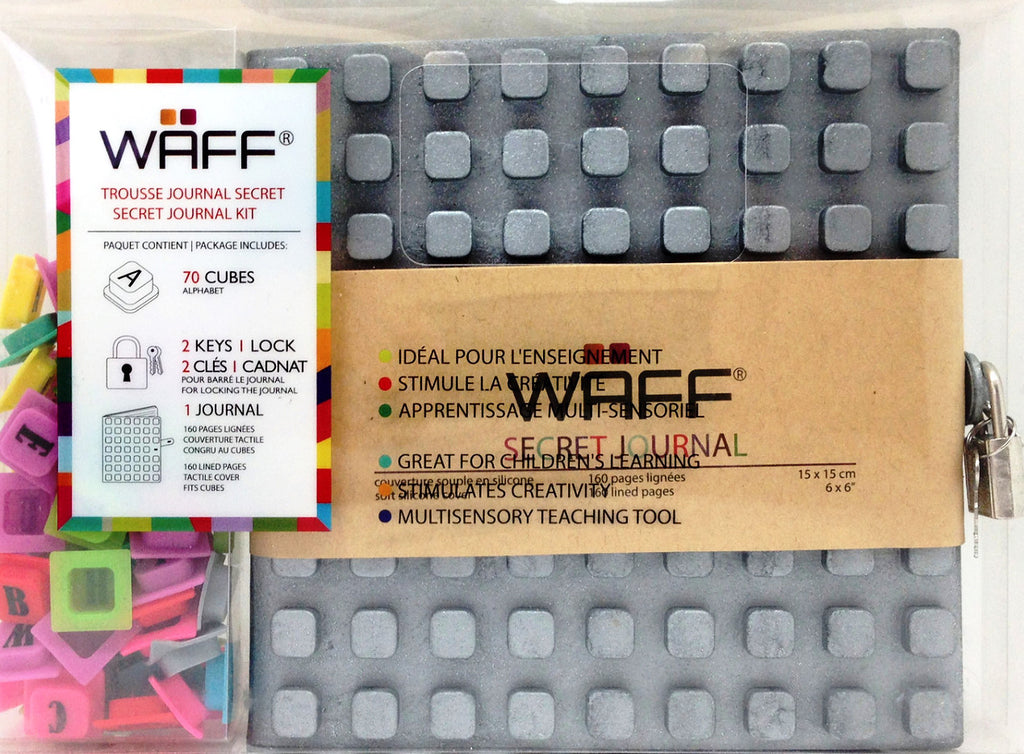 WAFF®
TROUSSE JOURNAL SECRET
SECRET JOURNAL KIT
PAQUET CONTIENT | PACKAGE INCLUDES:
A
70 CUBES
ALPHABET
2 KEYS 1 LOCK
2 CLÉS 1 CADNAT
POUR BARRÉ LE JOURNAL
FOR LOCKING THE JOURNAL
1 JOURNAL
160 PAGES LIGNÉES
COUVERTURE TACTILE
CONGRU AU CUBES
160 LINED PAGES
TACTILE COVER
FITS CUBES
IDÉAL POUR L'ENSEIGNEMENT
STIMULE LA CRÉATIVITÉ
APPRENTISSAGE MULTI-SENSORIEL
GREAT FOR CHILDREN'S LEARNING
STIMULATES CREATIVITY
MULTISENSORY TEACHING TOOL
WAFF®
SECRET JOURNAL
couverture souple en silicone
soft silicone cover
160 pages lignées
160 lined pages
15 x 15 cm
6 x 6"
E
B
M
C